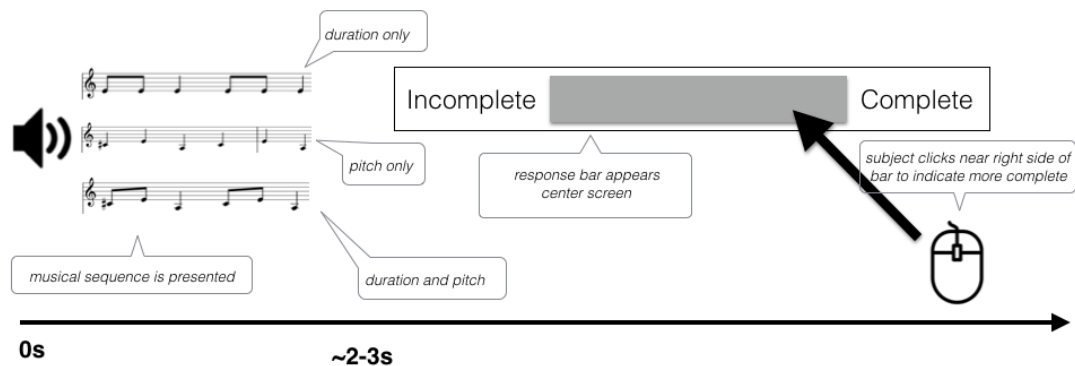 duration only
Incomplete
Complete
pitch only
response bar appears
center screen
subject clicks near right side of
bar to indicate more complete
musical sequence is presented
duration and pitch
0s
~2-3s